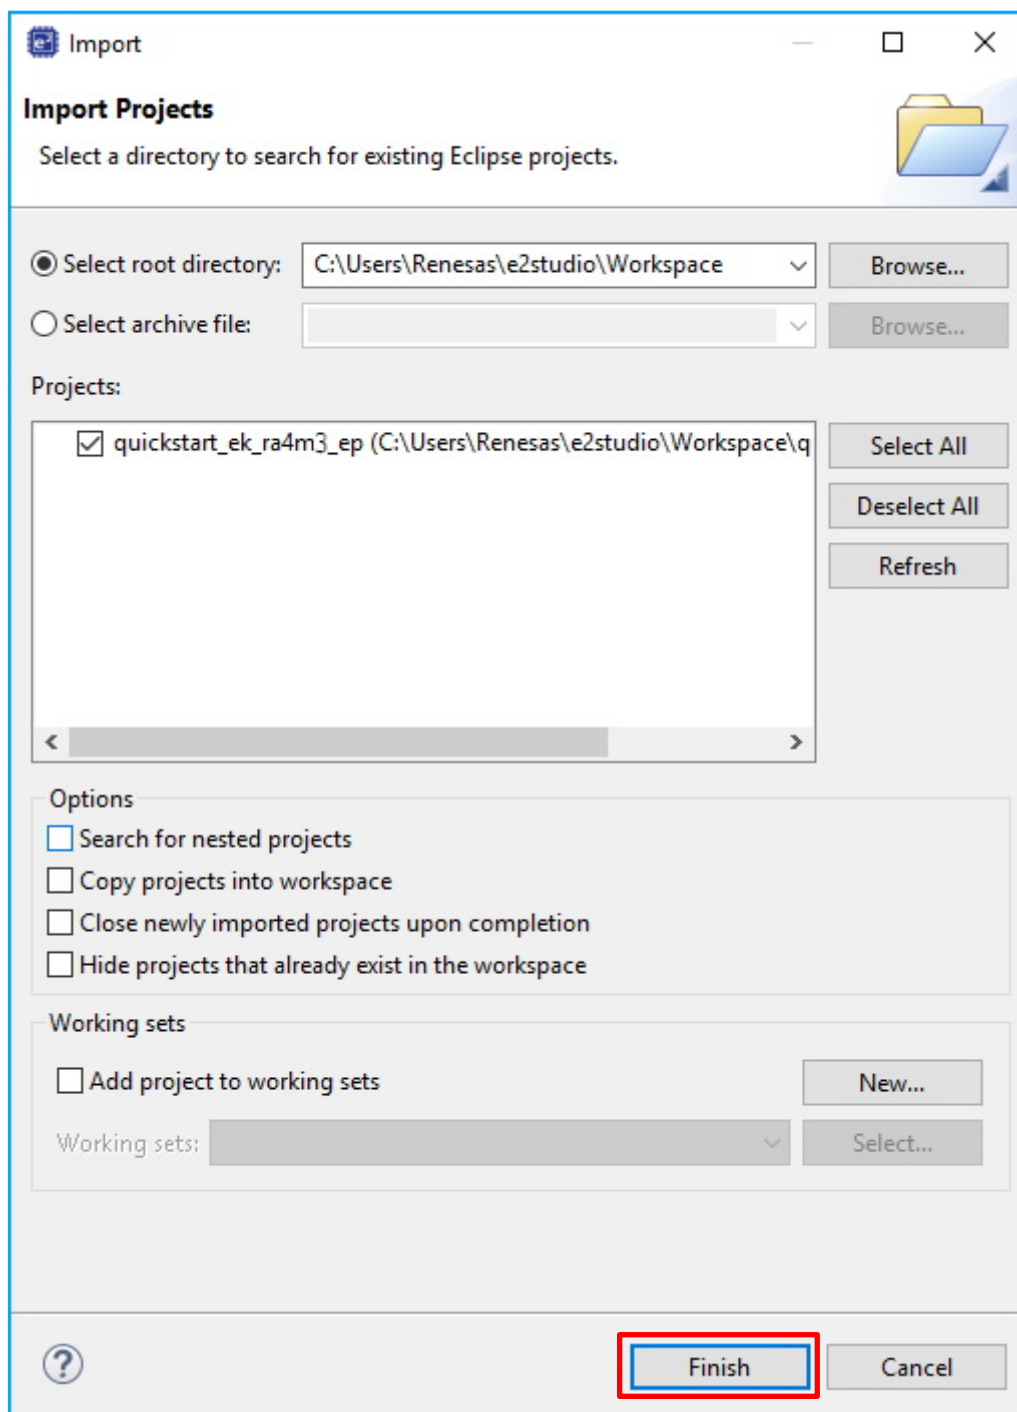 e² Import
Import Projects
Select a directory to search for existing Eclipse projects.
Select root directory: C:\Users\Renesas\e2studio\Workspace Browse...
Select archive file: Browse...
Projects:
quickstart_ek_ra4m3_ep (C:\Users\Renesas\e2studio\Workspace\q Select All
Deselect All
Refresh
Options
Search for nested projects
Copy projects into workspace
Close newly imported projects upon completion
Hide projects that already exist in the workspace
Working sets
Add project to working sets New...
Working sets: Select...
? Finish Cancel